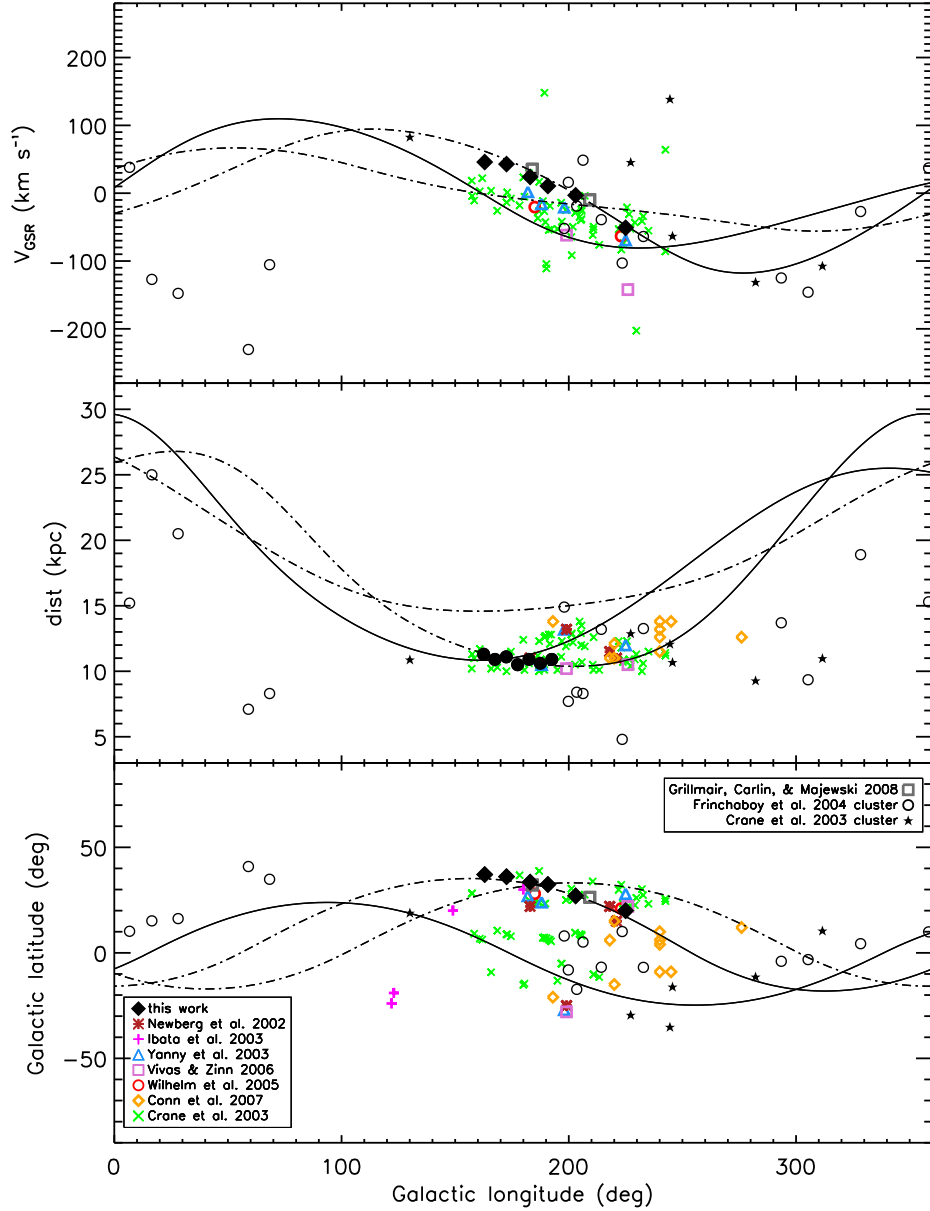 200
100
0
−100
−200
V_GSR (km s⁻¹)
30
25
20
15
10
5
dist (kpc)
Grillmair, Carlin, & Majewski 2008
Frinchaboy et al. 2004 cluster
Crane et al. 2003 cluster
50
0
−50
Galactic latitude (deg)
this work
Newberg et al. 2002
Ibata et al. 2003
Yanny et al. 2003
Vivas & Zinn 2006
Wilhelm et al. 2005
Conn et al. 2007
Crane et al. 2003
0 100 200 300
Galactic longitude (deg)